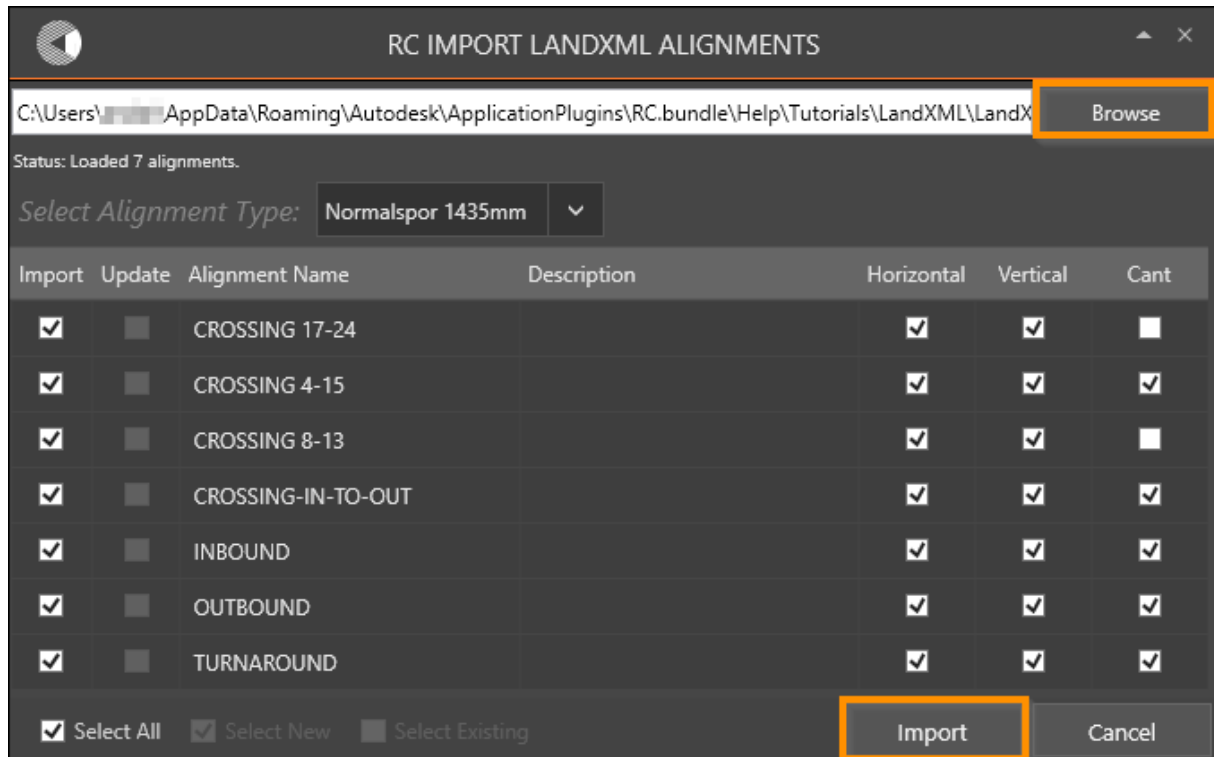 RC IMPORT LANDXML ALIGNMENTS
C:\Users\ AppData\Roaming\Autodesk\ApplicationPlugins\RC.bundle\Help\Tutorials\LandXML\LandX Browse
Status: Loaded 7 alignments.
Select Alignment Type: Normalspor 1435mm
Import Update Alignment Name Description Horizontal Vertical Cant
CROSSING 17-24
CROSSING 4-15
CROSSING 8-13
CROSSING-IN-TO-OUT
INBOUND
OUTBOUND
TURNAROUND
Select All Select New Select Existing Import Cancel